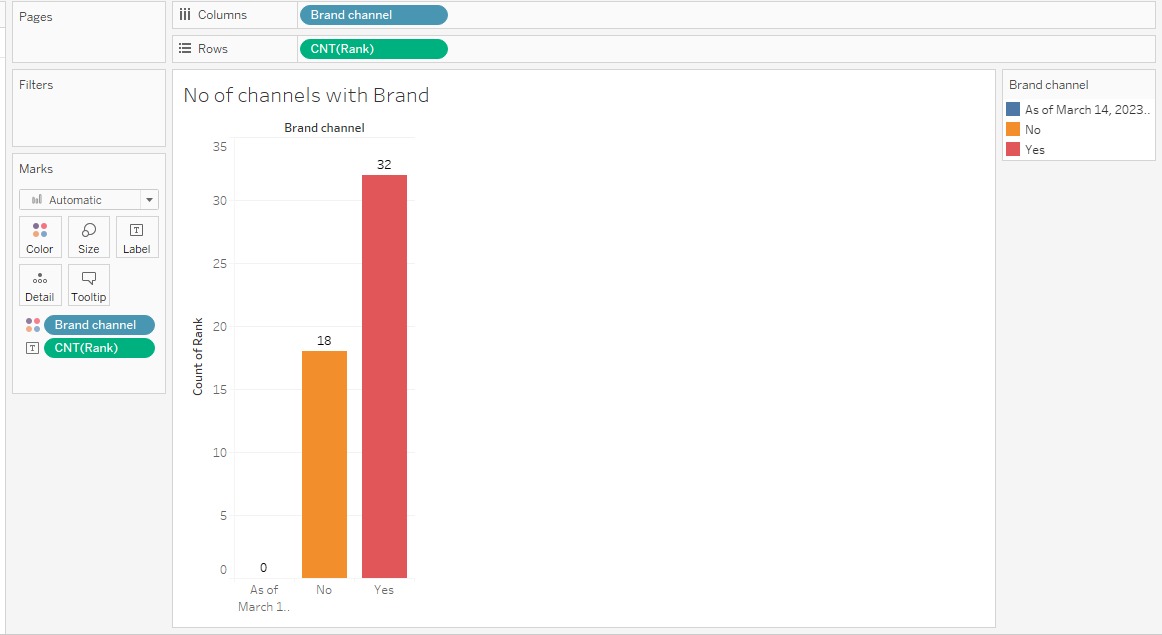 Pages
Columns
Brand channel
Rows
CNT(Rank)
Filters
Marks
Automatic
Color
Size
Label
Detail
Tooltip
Brand channel
CNT(Rank)
No of channels with Brand
Brand channel
Count of Rank
35
30
25
20
15
10
5
0
0
18
32
As of
March 1..
No
Yes
Brand channel
As of March 14, 2023..
No
Yes